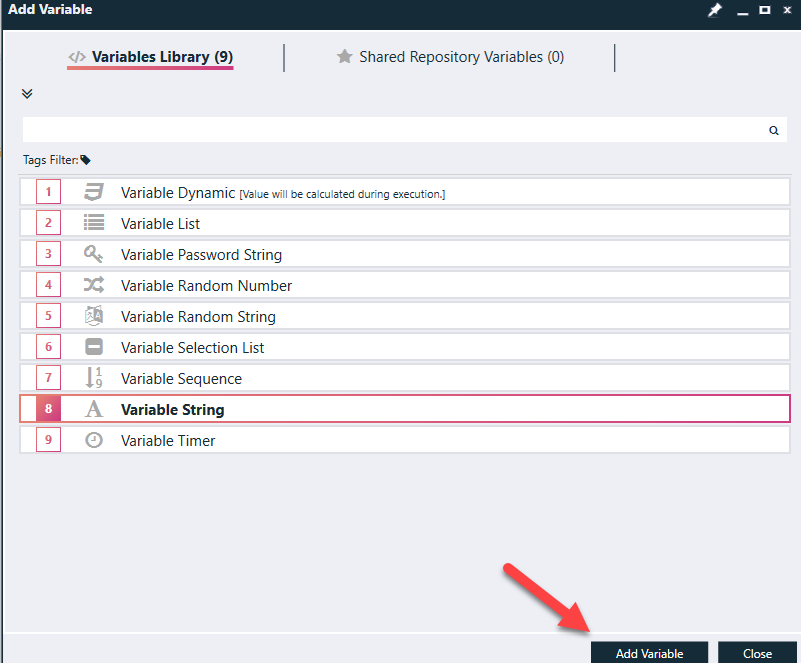 Add Variable
Variables Library (9)
Shared Repository Variables (0)
Tags Filter:
1 Variable Dynamic [Value will be calculated during execution.]
2 Variable List
3 Variable Password String
4 Variable Random Number
5 Variable Random String
6 Variable Selection List
7 Variable Sequence
8 Variable String
9 Variable Timer
Add Variable
Close